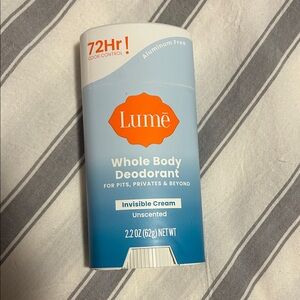 72Hr!
ODOR CONTROL
Aluminum Free
Lumē
Whole Body
Deodorant
FOR PITS, PRIVATES & BEYOND
Invisible Cream
Unscented
2.2 OZ (62g) NET WT